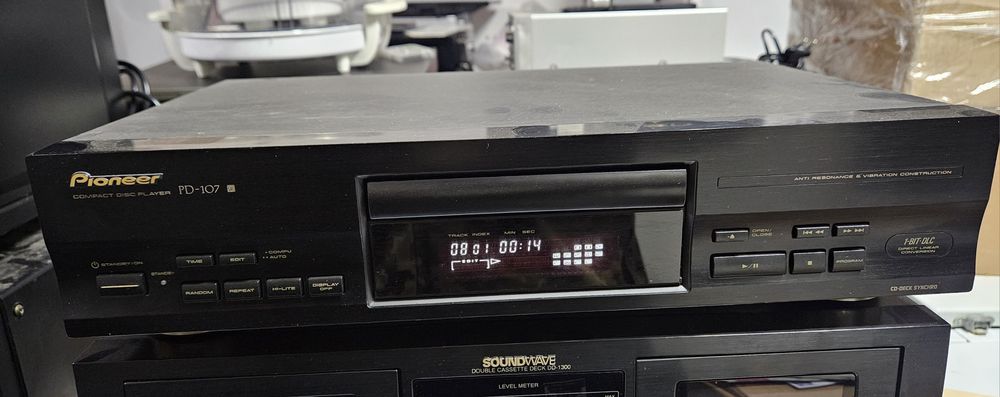 Pioneer
COMPACT DISC PLAYER PD-107
STANDBY/ON
STANDBY
TIME
EDIT
COMPU
AUTO
RANDOM
REPEAT
HI-LITE
DISPLAY OFF
TRACK INDEX MIN SEC
08 01 00:14
EDIT
OPEN/CLOSE
PROGRAM
ANTI RESONANCE & VIBRATION CONSTRUCTION
1-BIT DLC
DIRECT LINEAR
CONVERSION
CD-DECK SYNCHRO
SOUNDWAVE
DOUBLE CASSETTE DECK DD-1300
LEVEL METER